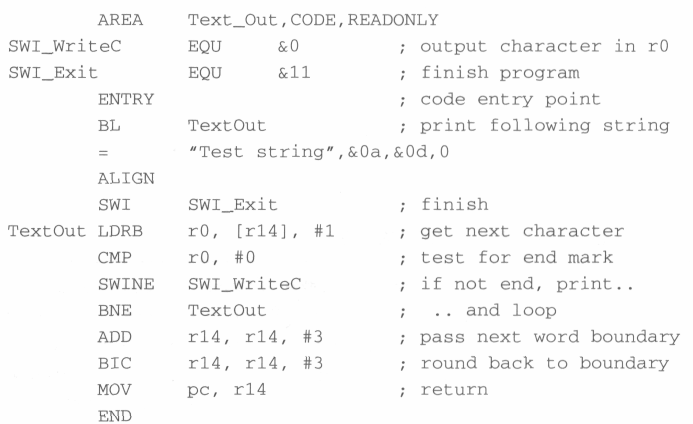 AREA    Text_Out,CODE,READONLY
SWI_WriteC      EQU     &0         ; output character in r0
SWI_Exit        EQU     &11        ; finish program
        ENTRY                      ; code entry point
        BL      TextOut            ; print following string
        =       "Test string",&0a,&0d,0
        ALIGN
        SWI     SWI_Exit           ; finish
TextOut LDRB    r0, [r14], #1      ; get next character
        CMP     r0, #0             ; test for end mark
        SWINE   SWI_WriteC         ; if not end, print..
        BNE     TextOut            ;  .. and loop
        ADD     r14, r14, #3       ; pass next word boundary
        BIC     r14, r14, #3       ; round back to boundary
        MOV     pc, r14            ; return
        END